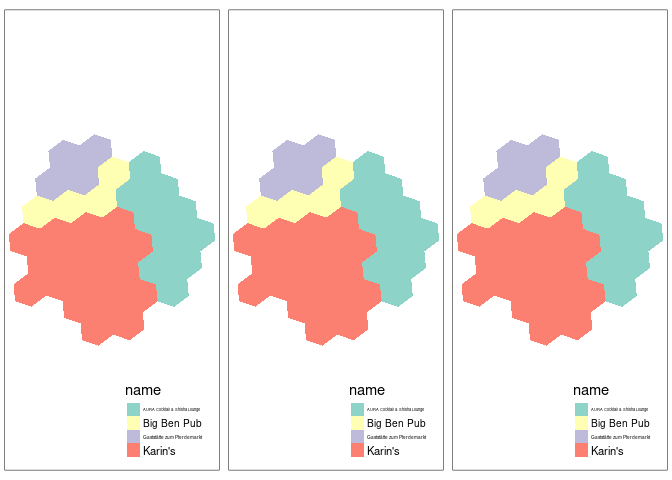 name
AURA cocktail & shisha lounge
Big Ben Pub
Gaststätte zum Pferdemarkt
Karin's
name
AURA cocktail & shisha lounge
Big Ben Pub
Gaststätte zum Pferdemarkt
Karin's
name
AURA cocktail & shisha lounge
Big Ben Pub
Gaststätte zum Pferdemarkt
Karin's